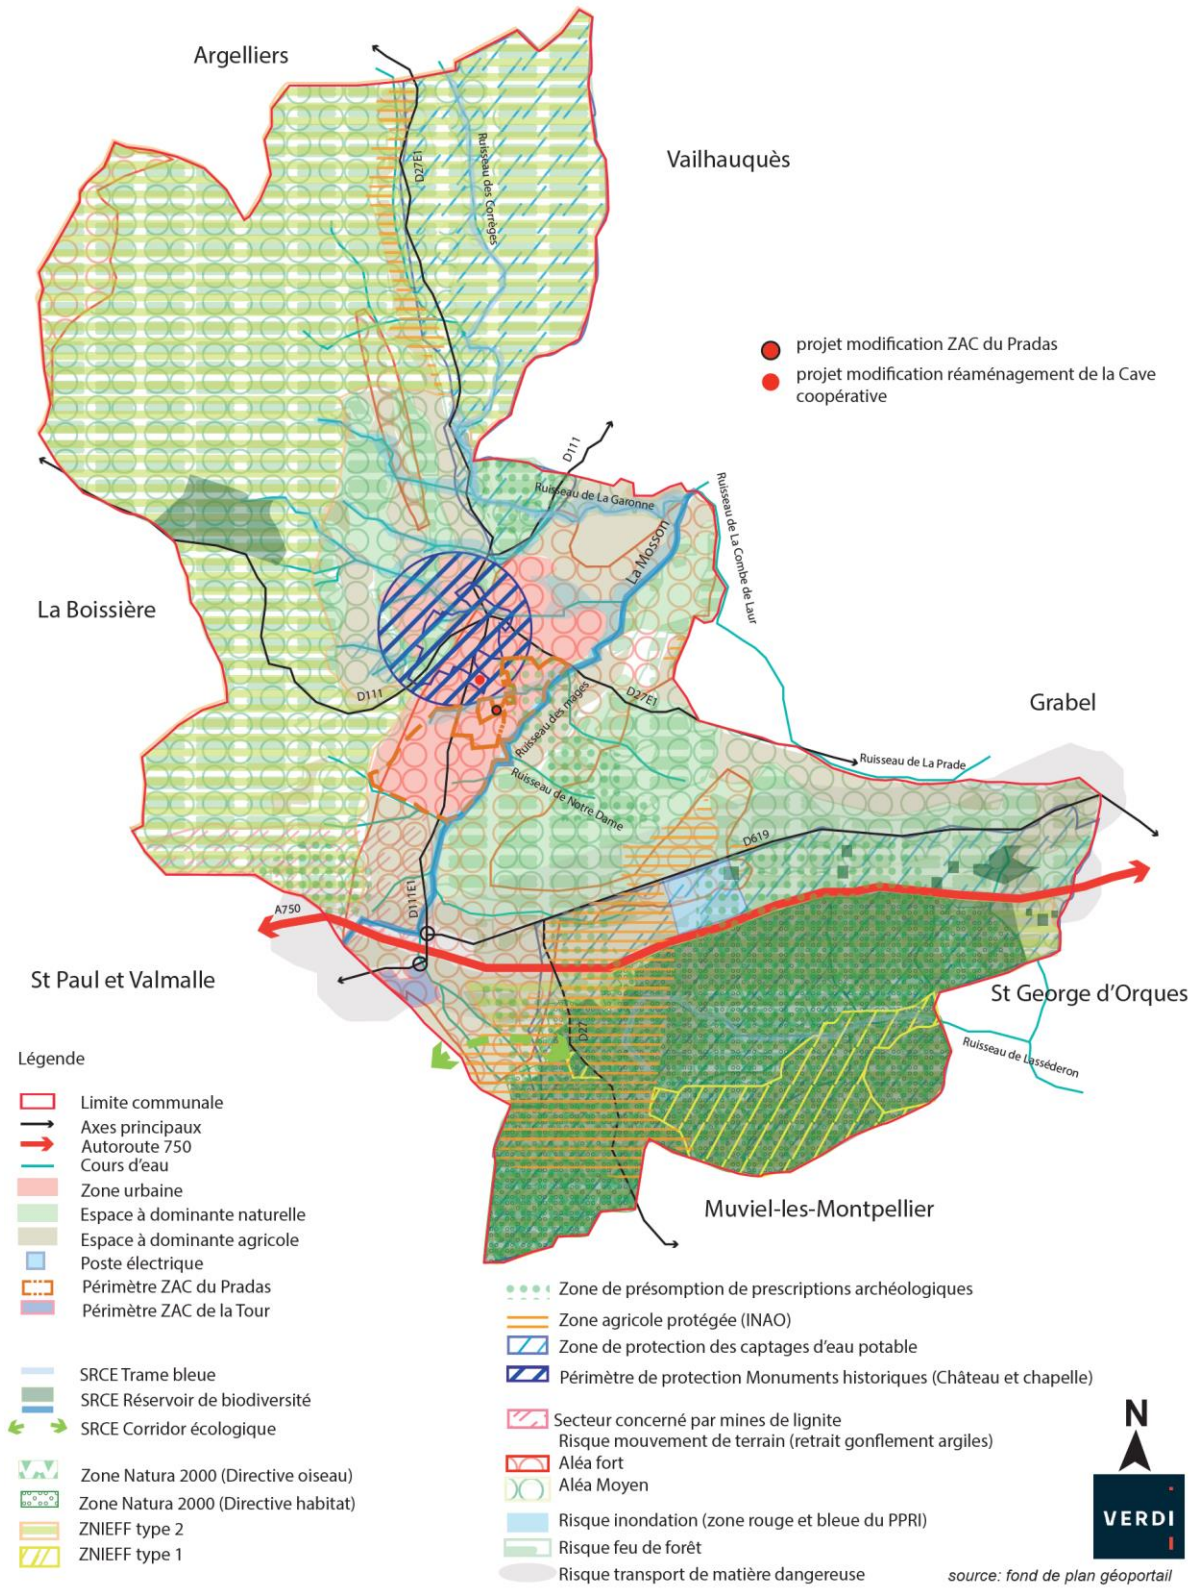 Argelliers
Vailhauquès
D27E1
Ruisseau des Corrèges
projet modification ZAC du Pradas
projet modification réaménagement de la Cave
coopérative
D111
Ruisseau de La Garonne
La Mosson
Ruisseau de La Combe de Laur
La Boissière
D111
D27E1
Grabel
Ruisseau des mages
Ruisseau de La Prade
Ruisseau de Notre Dame
D619
D111E1
A750
St Paul et Valmalle
St George d'Orques
D27
Ruisseau de Lasséderon
Muviel-les-Montpellier
Légende
Limite communale
Axes principaux
Autoroute 750
Cours d'eau
Zone urbaine
Espace à dominante naturelle
Espace à dominante agricole
Poste électrique
Périmètre ZAC du Pradas
Périmètre ZAC de la Tour
SRCE Trame bleue
SRCE Réservoir de biodiversité
SRCE Corridor écologique
Zone Natura 2000 (Directive oiseau)
Zone Natura 2000 (Directive habitat)
ZNIEFF type 2
ZNIEFF type 1
Zone de présomption de prescriptions archéologiques
Zone agricole protégée (INAO)
Zone de protection des captages d'eau potable
Périmètre de protection Monuments historiques (Château et chapelle)
Secteur concerné par mines de lignite
Risque mouvement de terrain (retrait gonflement argiles)
Aléa fort
Aléa Moyen
Risque inondation (zone rouge et bleue du PPRI)
Risque feu de forêt
Risque transport de matière dangereuse
N
VERDI
source: fond de plan géoportail